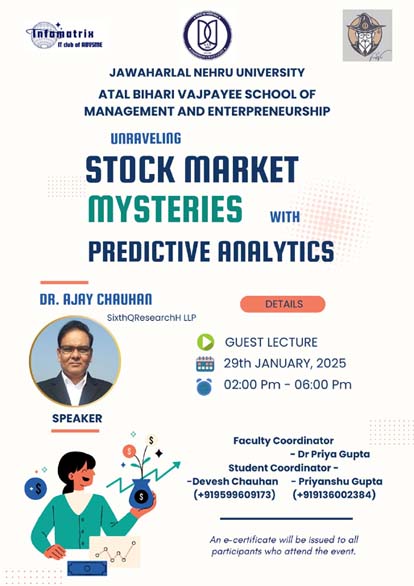 Infomatrix
IT club of ABVSME
JAWAHARLAL NEHRU UNIVERSITY
ATAL BIHARI VAJPAYEE SCHOOL OF
MANAGEMENT AND ENTERPRENEURSHIP
UNRAVELING
STOCK MARKET
MYSTERIES WITH
PREDICTIVE ANALYTICS
DR. AJAY CHAUHAN
SixthQResearchH LLP
SPEAKER
DETAILS
GUEST LECTURE
29th JANUARY, 2025
02:00 Pm - 06:00 Pm
Faculty Coordinator
- Dr Priya Gupta
Student Coordinator -
-Devesh Chauhan - Priyanshu Gupta
(+919599609173) (+919136002384)
An e-certificate will be issued to all
participants who attend the event.